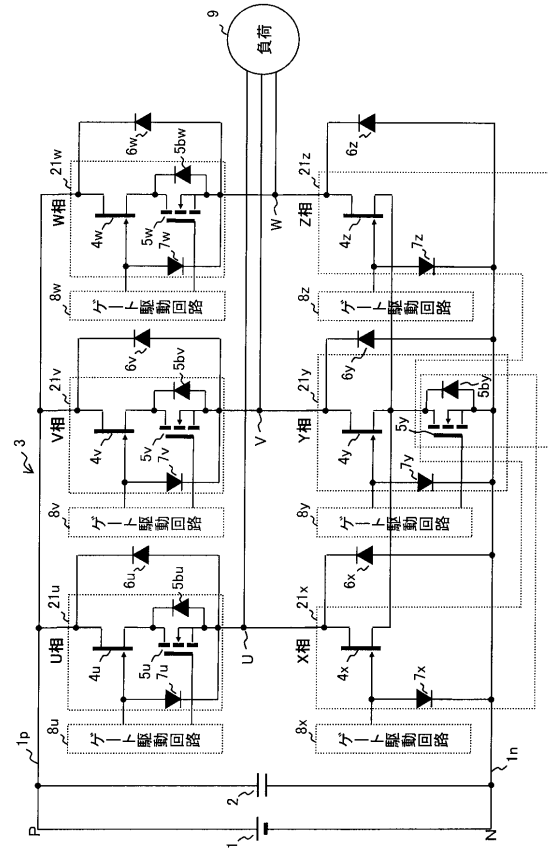 3
P
1p
U相
21u
4u
5u
5bu
6u
7u
8u
ゲート駆動回路
V相
21v
4v
5v
5bv
6v
7v
8v
ゲート駆動回路
W相
21w
4w
5w
5bw
6w
7w
8w
ゲート駆動回路
1
2
U
V
W
9
負荷
X相
21x
4x
6x
7x
8x
ゲート駆動回路
Y相
21y
4y
5y
5by
6y
7y
8y
ゲート駆動回路
Z相
21z
4z
6z
7z
8z
ゲート駆動回路
N
1n